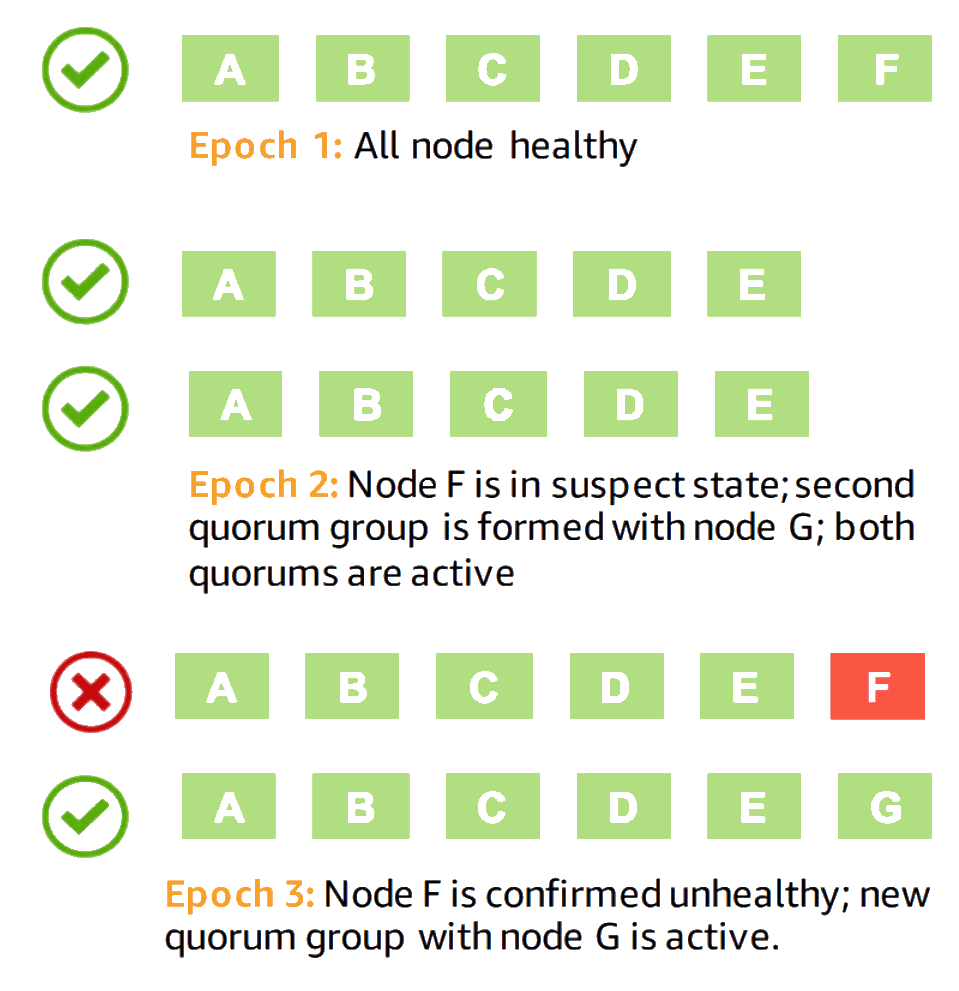 A B C D E F
Epoch 1: All node healthy
A B C D E
A B C D E
Epoch 2: Node F is in suspect state; second
quorum group is formed with node G; both
quorums are active
A B C D E F
A B C D E G
Epoch 3: Node F is confirmed unhealthy; new
quorum group with node G is active.